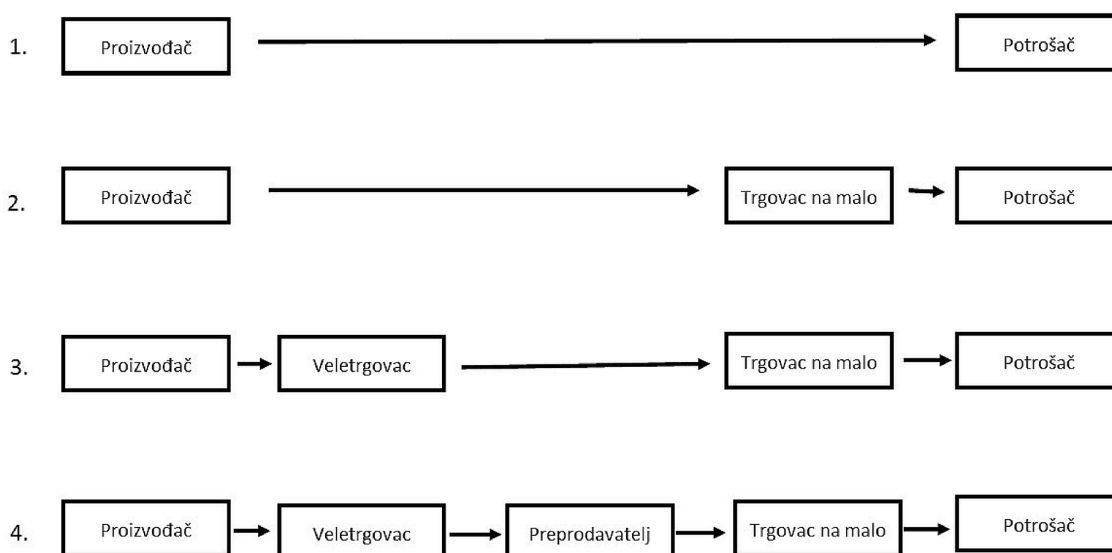 1. Proizvođač Potrošač
2. Proizvođač Trgovac na malo Potrošač
3. Proizvođač Veletrgovac Trgovac na malo Potrošač
4. Proizvođač Veletrgovac Preprodavatelj Trgovac na malo Potrošač